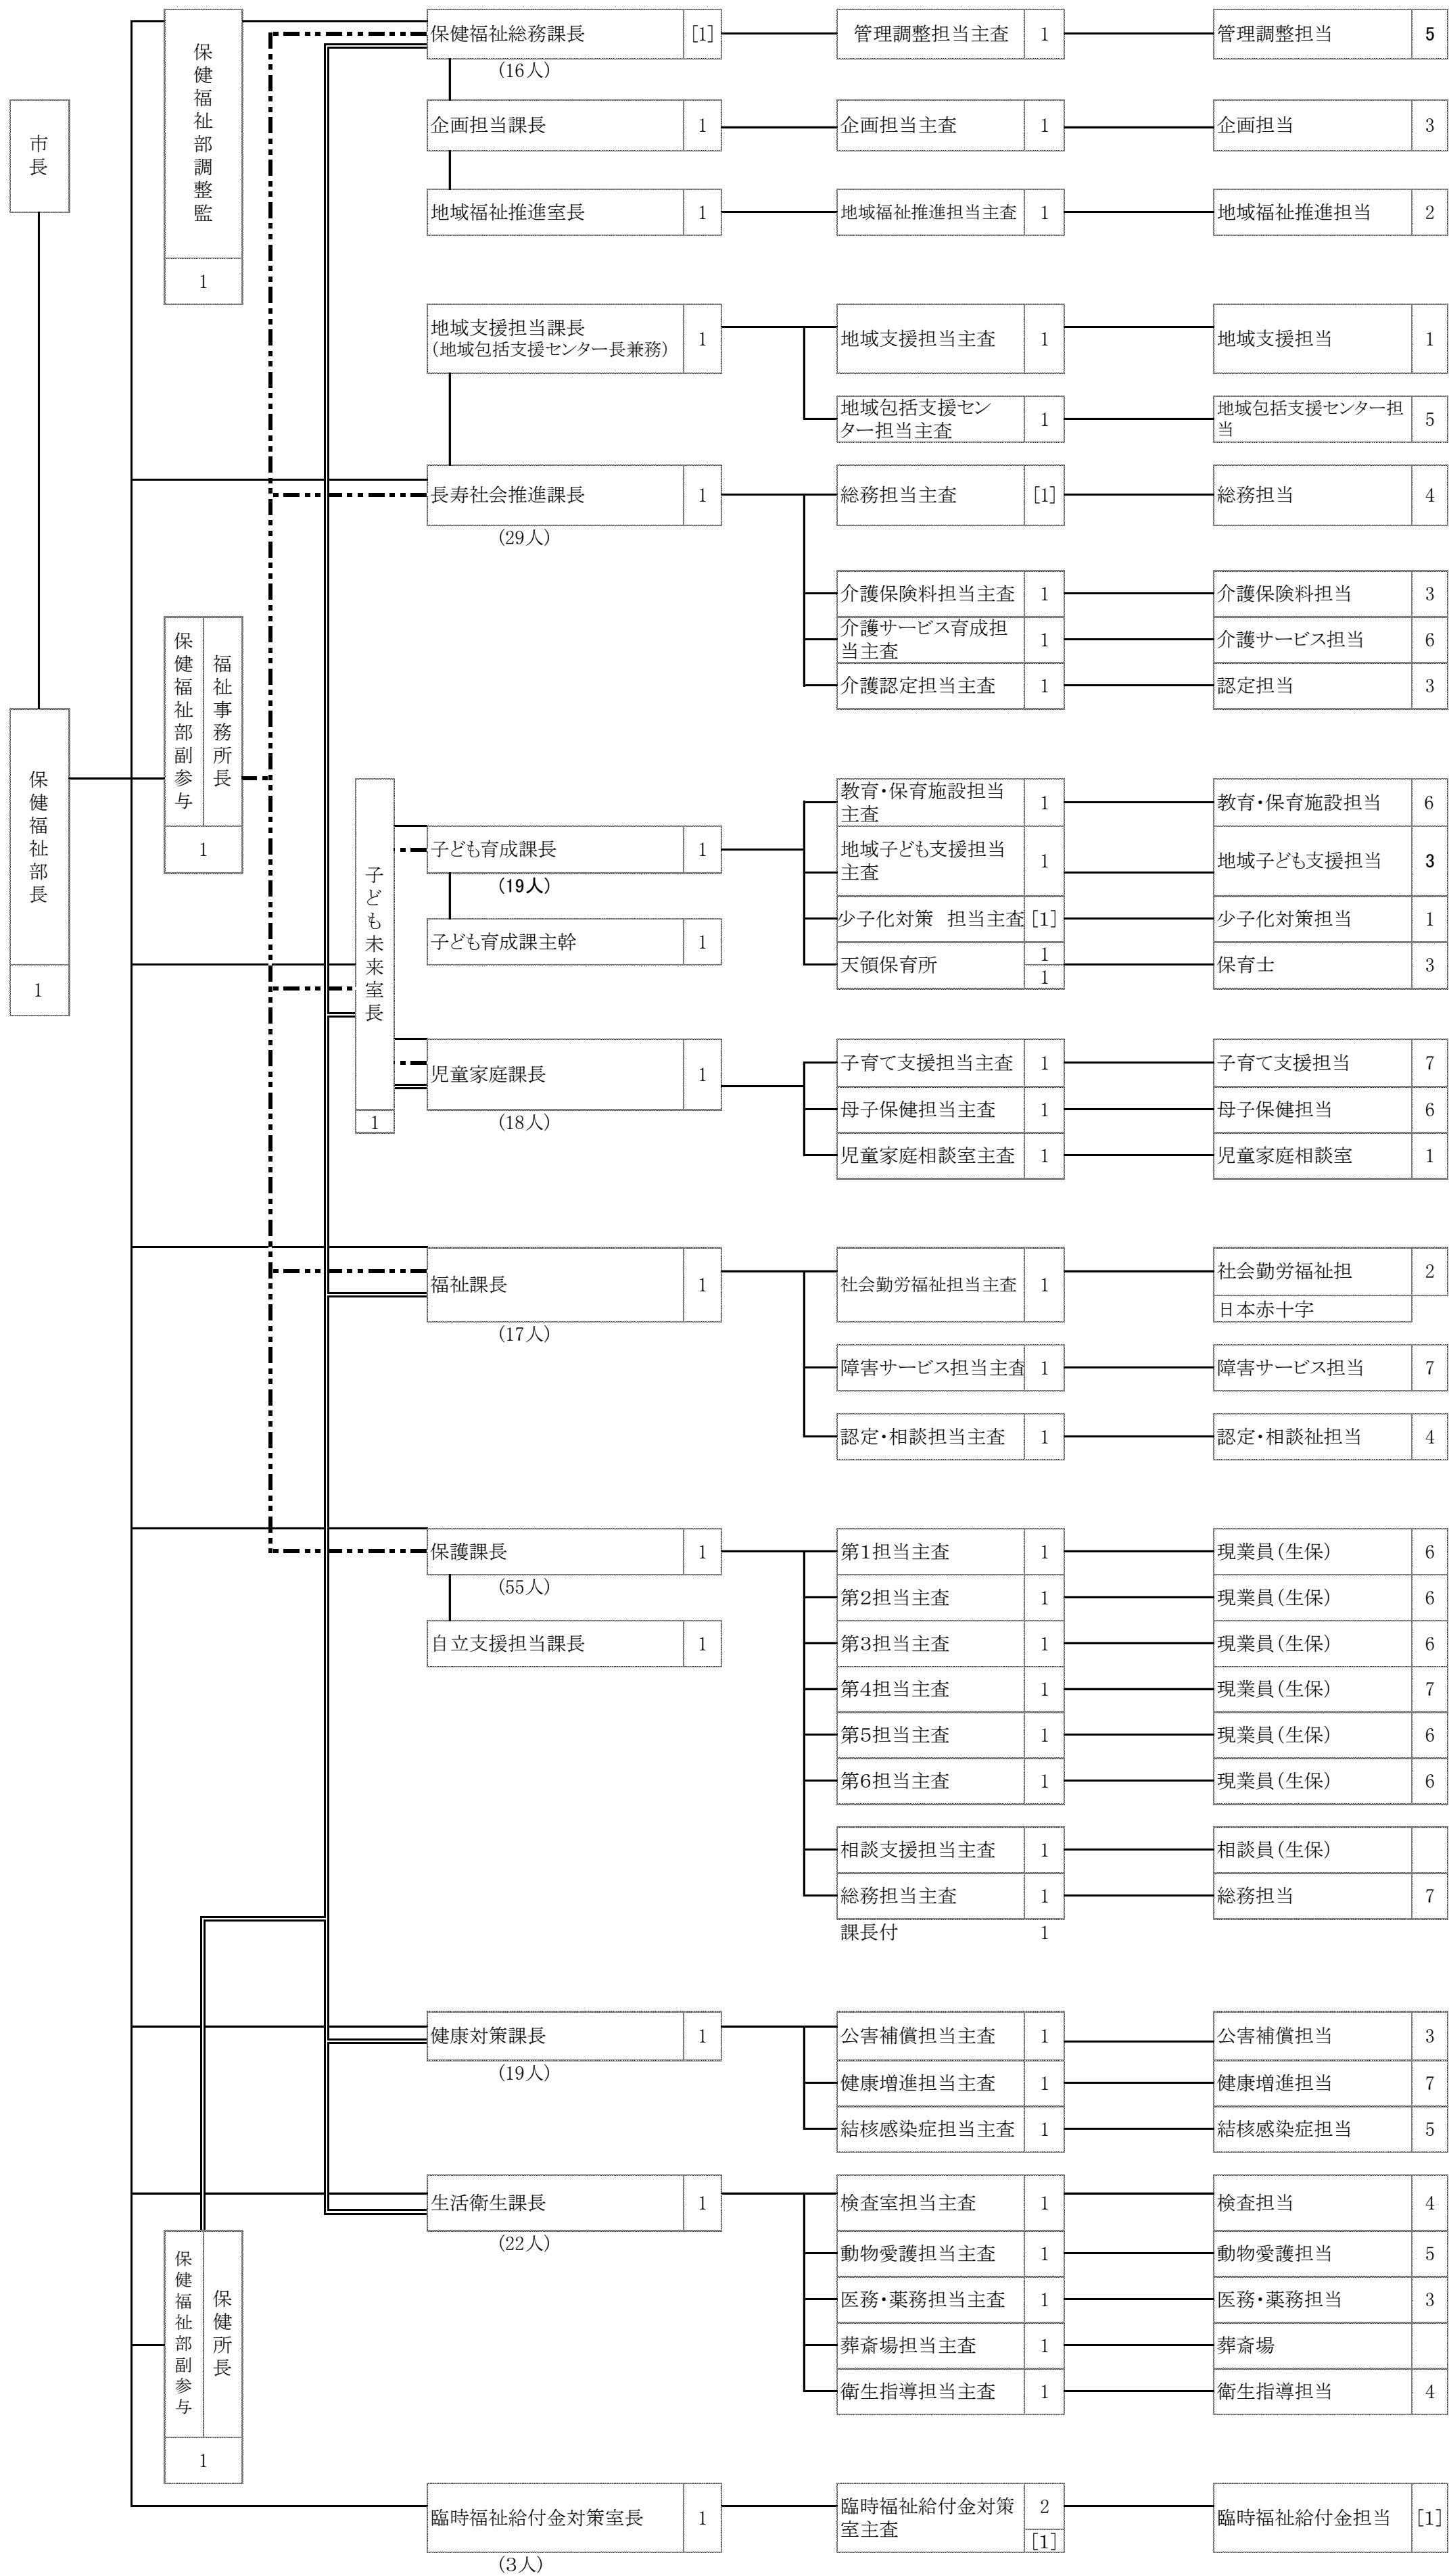 市長
保健福祉部長
1
保健福祉部調整監
1
保健福祉部副参与
福祉事務所長
1
子ども未来室長
1
保健福祉部副参与
保健所長
1
保健福祉総務課長 [1] 管理調整担当主査 1 管理調整担当 5
(16人)
企画担当課長 1 企画担当主査 1 企画担当 3
地域福祉推進室長 1 地域福祉推進担当主査 1 地域福祉推進担当 2
地域支援担当課長
(地域包括支援センター長兼務) 1 地域支援担当主査 1 地域支援担当 1
地域包括支援セン
ター担当主査 1 地域包括支援センター担
当 5
長寿社会推進課長 1 総務担当主査 [1] 総務担当 4
(29人)
介護保険料担当主査 1 介護保険料担当 3
介護サービス育成担
当主査 1 介護サービス担当 6
介護認定担当主査 1 認定担当 3
教育・保育施設担当
主査 1 教育・保育施設担当 6
子ども育成課長 1
(19人)
地域子ども支援担当
主査 1 地域子ども支援担当 3
子ども育成課主幹 1
少子化対策 担当主査 [1] 少子化対策担当 1
天領保育所 1
1 保育士 3
児童家庭課長 1
(18人)
子育て支援担当主査 1 子育て支援担当 7
母子保健担当主査 1 母子保健担当 6
児童家庭相談室主査 1 児童家庭相談室 1
福祉課長 1 社会勤労福祉担当主査 1 社会勤労福祉担 2
日本赤十字
(17人)
障害サービス担当主査 1 障害サービス担当 7
認定・相談担当主査 1 認定・相談祉担当 4
保護課長 1 第1担当主査 1 現業員(生保) 6
(55人)
第2担当主査 1 現業員(生保) 6
自立支援担当課長 1 第3担当主査 1 現業員(生保) 6
第4担当主査 1 現業員(生保) 7
第5担当主査 1 現業員(生保) 6
第6担当主査 1 現業員(生保) 6
相談支援担当主査 1 相談員(生保)
総務担当主査 1 総務担当 7
課長付 1
健康対策課長 1 公害補償担当主査 1 公害補償担当 3
(19人)
健康増進担当主査 1 健康増進担当 7
結核感染症担当主査 1 結核感染症担当 5
生活衛生課長 1 検査室担当主査 1 検査担当 4
(22人)
動物愛護担当主査 1 動物愛護担当 5
医務・薬務担当主査 1 医務・薬務担当 3
葬斎場担当主査 1 葬斎場
衛生指導担当主査 1 衛生指導担当 4
臨時福祉給付金対策室長 1 臨時福祉給付金対策
室主査 2
[1] 臨時福祉給付金担当 [1]
(3人)